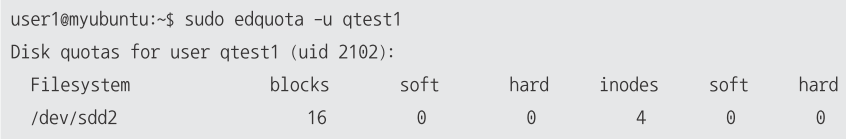 user1@myubuntu:~$ sudo edquota –u qtest1
Disk quotas for user qtest1 (uid 2102):
Filesystem blocks soft hard inodes soft hard
/dev/sdd2 16 0 0 4 0 0